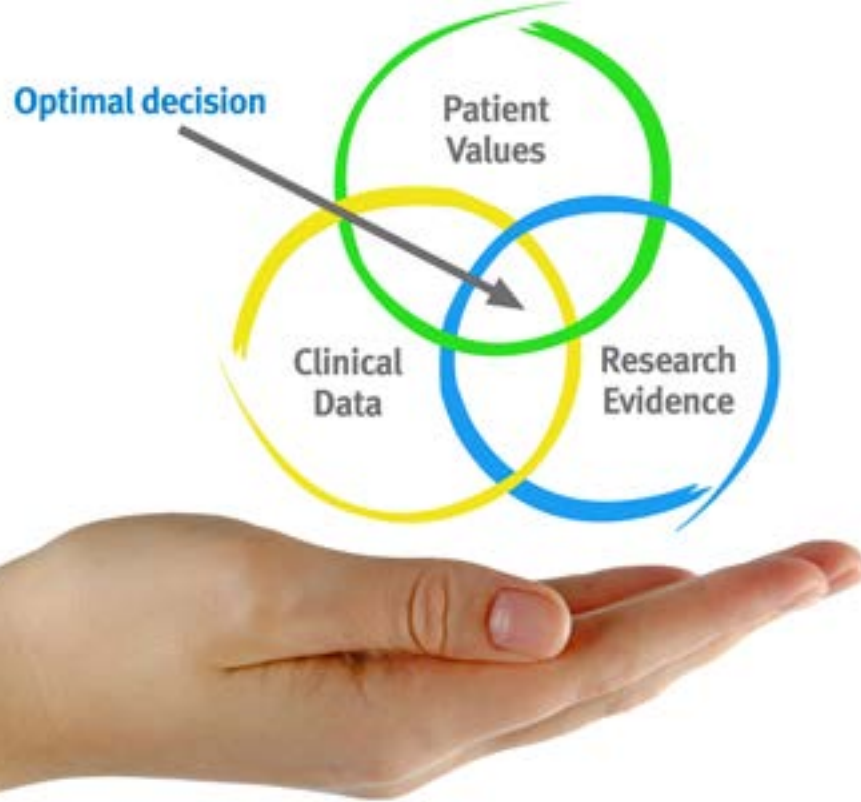 Optimal decision
Patient
Values
Clinical
Data
Research
Evidence